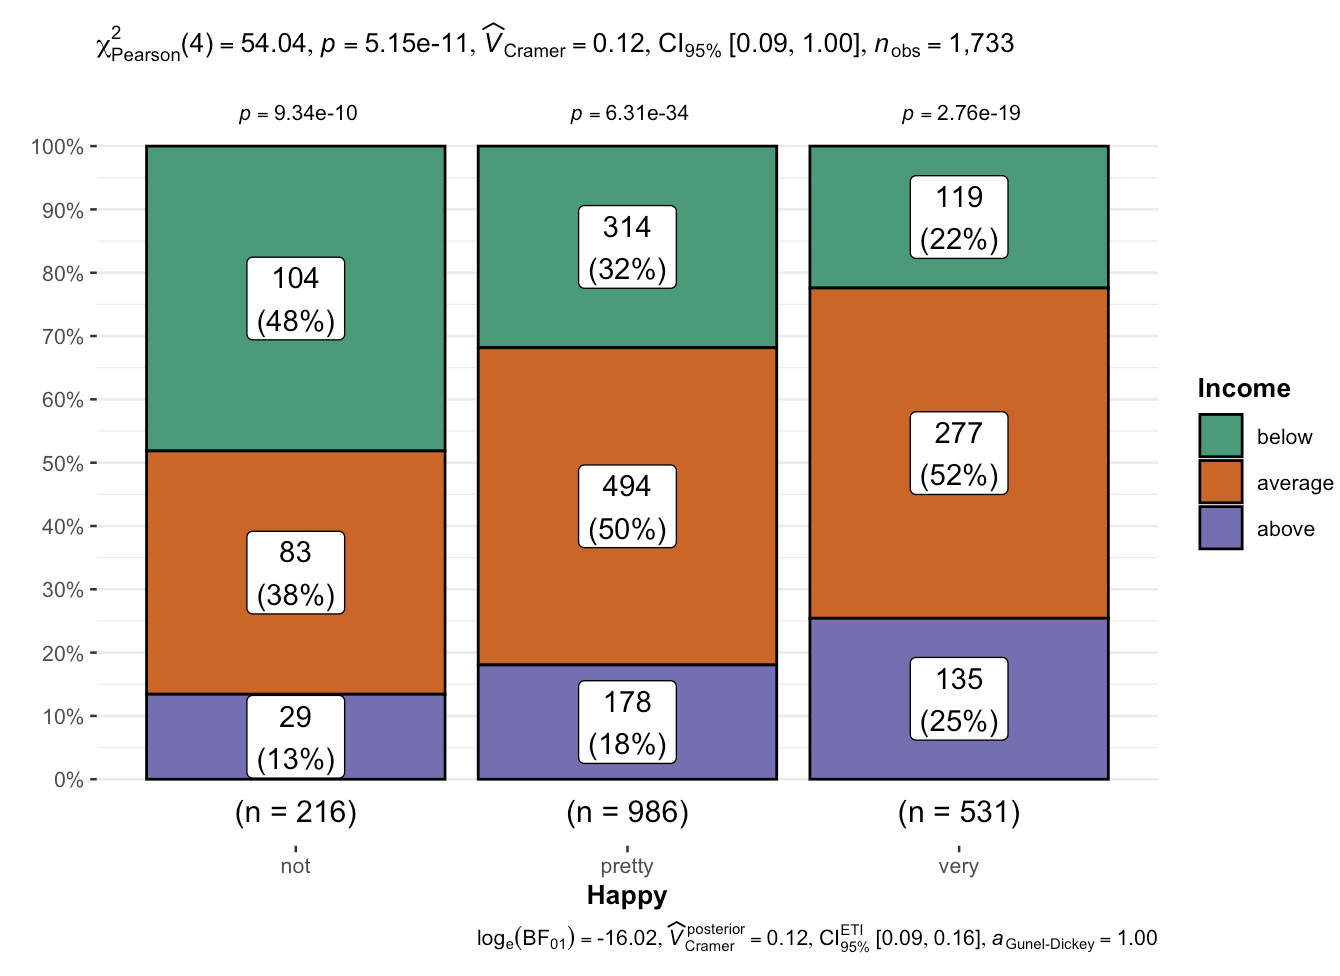 χ²Pearson(4) = 54.04, p = 5.15e-11, V̂Cramer = 0.12, CI95% [0.09, 1.00], nobs = 1,733
p = 9.34e-10 p = 6.31e-34 p = 2.76e-19
100%
90%
80%
70%
60%
50%
40%
30%
20%
10%
0%
104
(48%)
83
(38%)
29
(13%)
314
(32%)
494
(50%)
178
(18%)
119
(22%)
277
(52%)
135
(25%)
(n = 216) (n = 986) (n = 531)
not pretty very
Happy
Income
below
average
above
loge(BF01) = -16.02, V̂posteriorCramer = 0.12, CIETI95% [0.09, 0.16], aGunel-Dickey = 1.00